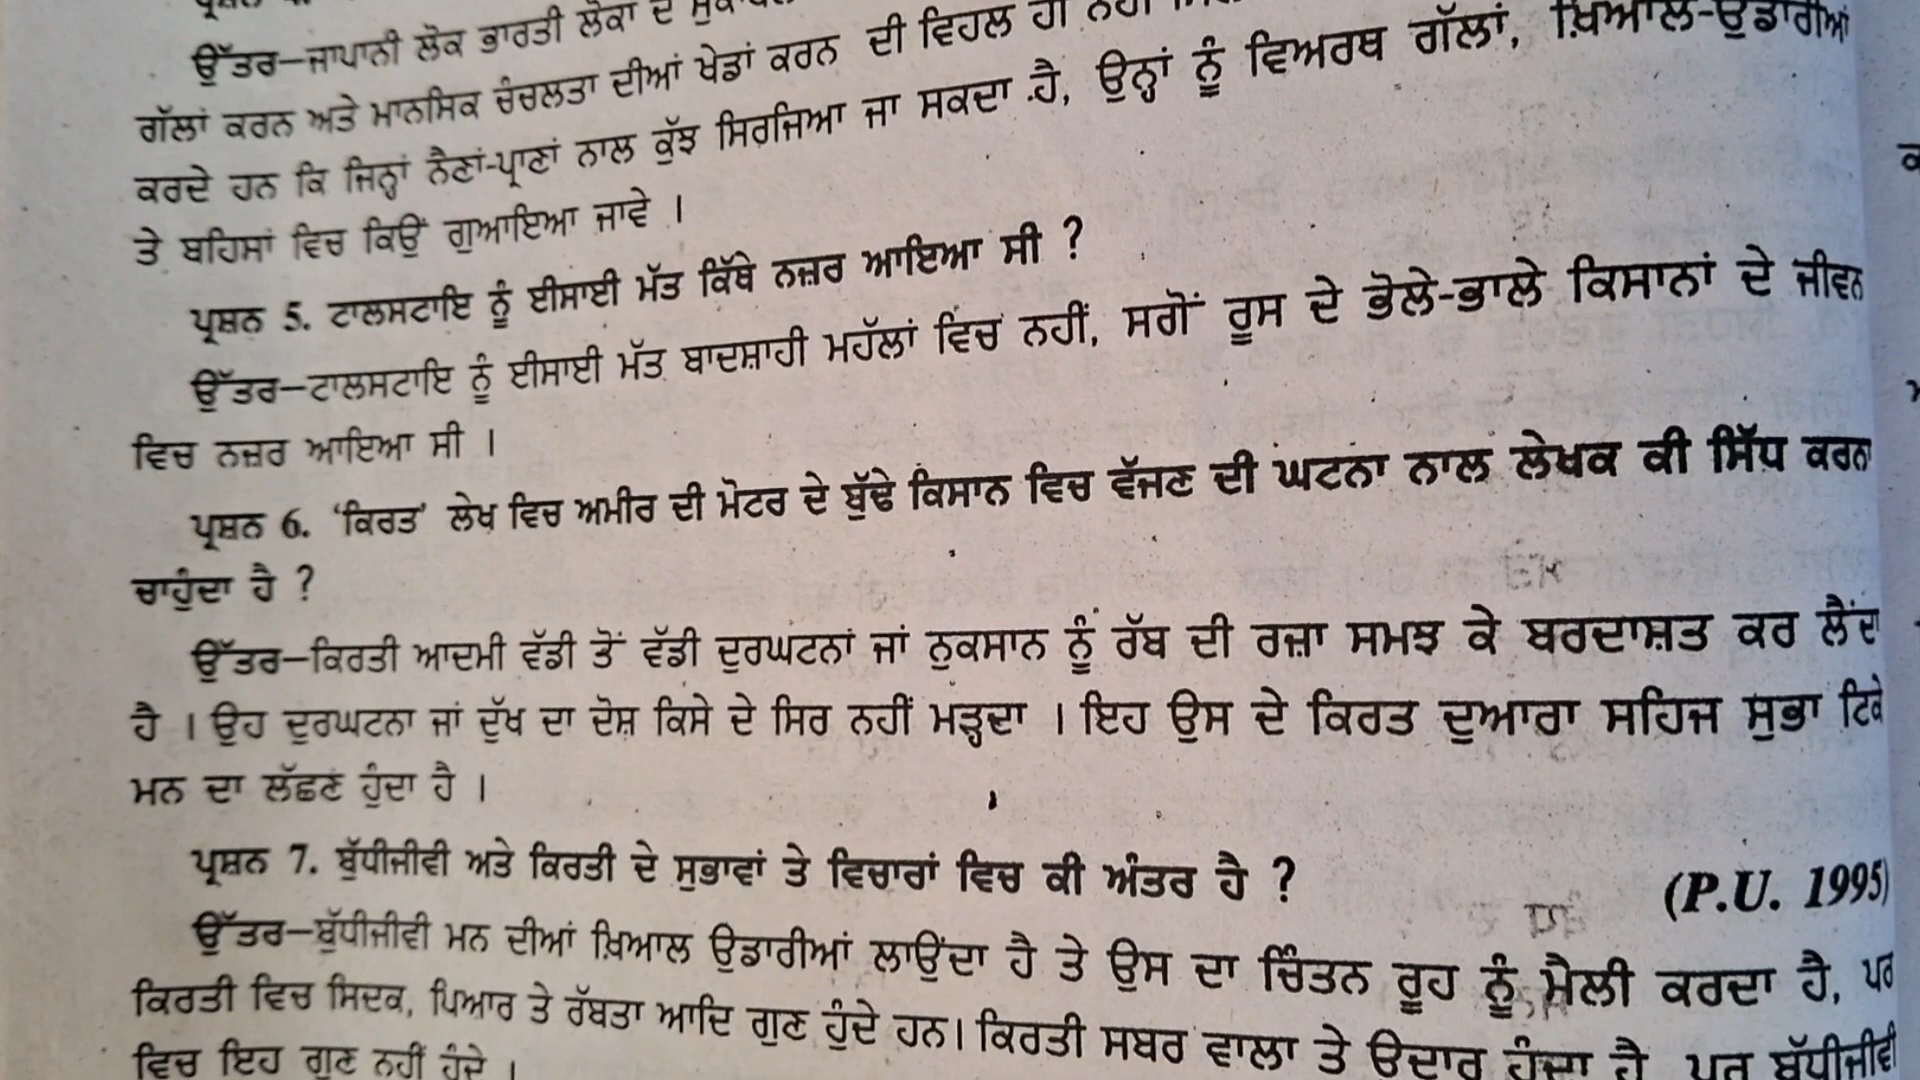 ਉੱਤਰ—ਜਾਪਾਨੀ ਲੋਕ ਭਾਰਤੀ ਲੋਕਾਂ ਦੇ
ਗੱਲਾਂ ਕਰਨ ਅਤੇ ਮਾਨਸਿਕ ਚੰਚਲਤਾ ਦੀਆਂ ਖੇਡਾਂ ਕਰਨ ਦੀ ਵਿਹਲ ਹੀ ਨਹੀਂ
ਕਰਦੇ ਹਨ ਕਿ ਜਿਨ੍ਹਾਂ ਨੈਣਾਂ-ਪ੍ਰਾਣਾਂ ਨਾਲ ਕੁੱਝ ਸਿਰਜਿਆ ਜਾ ਸਕਦਾ ਹੈ, ਉਨ੍ਹਾਂ ਨੂੰ ਵਿਅਰਥ ਗੱਲਾਂ, ਖ਼ਿਆਲ-ਉਡਾਰੀਆਂ
ਤੇ ਬਹਿਸਾਂ ਵਿਚ ਕਿਉਂ ਗੁਆਇਆ ਜਾਵੇ ।
ਪ੍ਰਸ਼ਨ 5. ਟਾਲਸਟਾਇ ਨੂੰ ਈਸਾਈ ਮੱਤ ਕਿੱਥੇ ਨਜ਼ਰ ਆਇਆ ਸੀ ?
ਉੱਤਰ—ਟਾਲਸਟਾਇ ਨੂੰ ਈਸਾਈ ਮੱਤ ਬਾਦਸ਼ਾਹੀ ਮਹੱਲਾਂ ਵਿਚ ਨਹੀਂ, ਸਗੋਂ ਰੂਸ ਦੇ ਭੋਲੇ-ਭਾਲੇ ਕਿਸਾਨਾਂ ਦੇ ਜੀਵਨ
ਵਿਚ ਨਜ਼ਰ ਆਇਆ ਸੀ ।
ਪ੍ਰਸ਼ਨ 6. ‘ਕਿਰਤ’ ਲੇਖ ਵਿਚ ਅਮੀਰ ਦੀ ਮੋਟਰ ਦੇ ਬੁੱਢੇ ਕਿਸਾਨ ਵਿਚ ਵੱਜਣ ਦੀ ਘਟਨਾ ਨਾਲ ਲੇਖਕ ਕੀ ਸਿੱਧ ਕਰਨਾ
ਚਾਹੁੰਦਾ ਹੈ ?
ਉੱਤਰ—ਕਿਰਤੀ ਆਦਮੀ ਵੱਡੀ ਤੋਂ ਵੱਡੀ ਦੁਰਘਟਨਾਂ ਜਾਂ ਨੁਕਸਾਨ ਨੂੰ ਰੱਬ ਦੀ ਰਜ਼ਾ ਸਮਝ ਕੇ ਬਰਦਾਸ਼ਤ ਕਰ ਲੈਂਦਾ
ਹੈ । ਉਹ ਦੁਰਘਟਨਾ ਜਾਂ ਦੁੱਖ ਦਾ ਦੋਸ਼ ਕਿਸੇ ਦੇ ਸਿਰ ਨਹੀਂ ਮੜ੍ਹਦਾ । ਇਹ ਉਸ ਦੇ ਕਿਰਤ ਦੁਆਰਾ ਸਹਿਜ ਸੁਭਾ ਟਿਕੇ
ਮਨ ਦਾ ਲੱਛਣ ਹੁੰਦਾ ਹੈ ।
ਪ੍ਰਸ਼ਨ 7. ਬੁੱਧੀਜੀਵੀ ਅਤੇ ਕਿਰਤੀ ਦੇ ਸੁਭਾਵਾਂ ਤੇ ਵਿਚਾਰਾਂ ਵਿਚ ਕੀ ਅੰਤਰ ਹੈ ? (P.U. 1995)
ਉੱਤਰ—ਬੁੱਧੀਜੀਵੀ ਮਨ ਦੀਆਂ ਖ਼ਿਆਲ ਉਡਾਰੀਆਂ ਲਾਉਂਦਾ ਹੈ ਤੇ ਉਸ ਦਾ ਚਿੰਤਨ ਰੂਹ ਨੂੰ ਮੈਲੀ ਕਰਦਾ ਹੈ, ਪਰ
ਕਿਰਤੀ ਵਿਚ ਸਿਦਕ, ਪਿਆਰ ਤੇ ਰੱਬਤਾ ਆਦਿ ਗੁਣ ਹੁੰਦੇ ਹਨ। ਕਿਰਤੀ ਸਬਰ ਵਾਲਾ ਤੇ ਉਦਾਰ ਹੁੰਦਾ ਹੈ, ਪਰ ਬੁੱਧੀਜੀਵੀ
ਵਿਚ ਇਹ ਗੁਣ ਨਹੀਂ ਹੁੰਦੇ ।